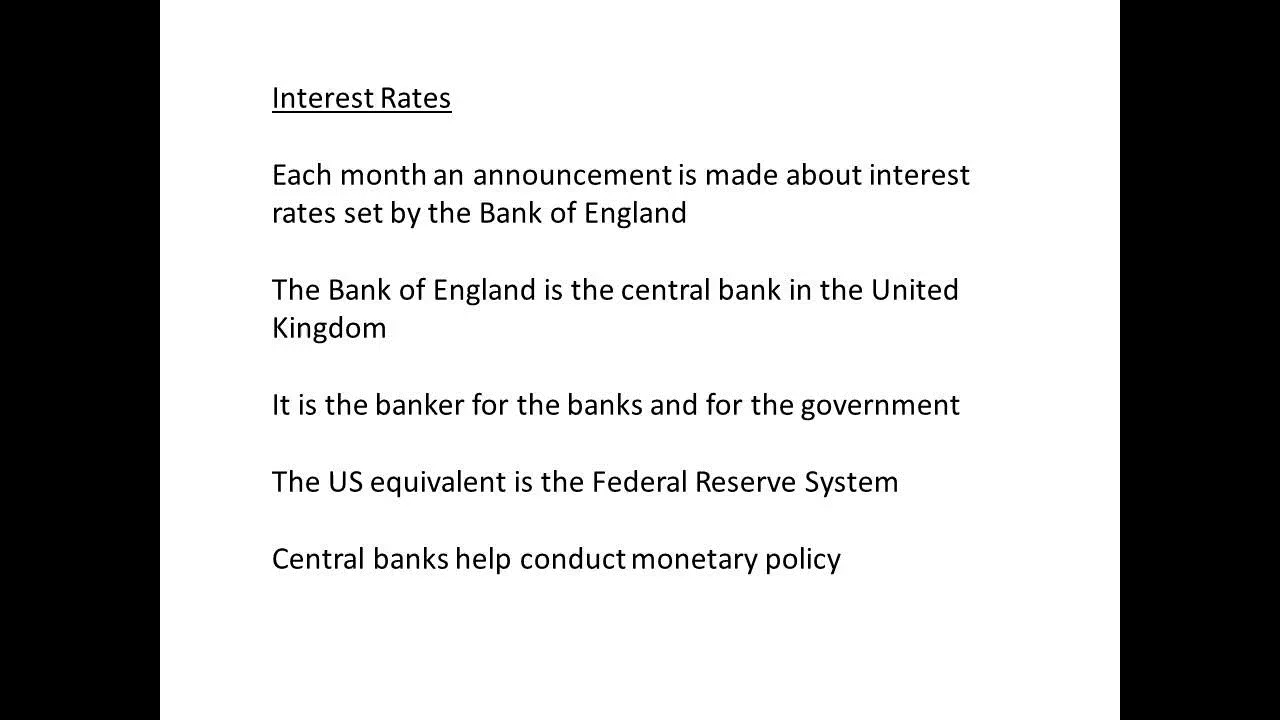 Interest Rates
Each month an announcement is made about interest
rates set by the Bank of England
The Bank of England is the central bank in the United
Kingdom
It is the banker for the banks and for the government
The US equivalent is the Federal Reserve System
Central banks help conduct monetary policy